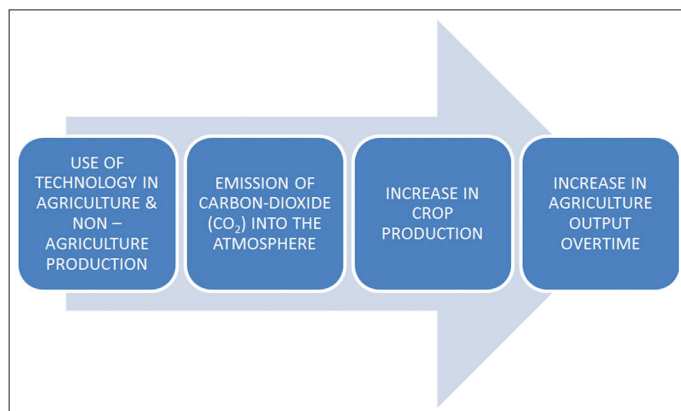 USE OF
TECHNOLOGY IN
AGRICULTURE &
NON –
AGRICULTURE
PRODUCTION
EMISSION OF
CARBON-DIOXIDE
(CO₂) INTO THE
ATMOSPHERE
INCREASE IN
CROP
PRODUCTION
INCREASE IN
AGRICULTURE
OUTPUT
OVERTIME